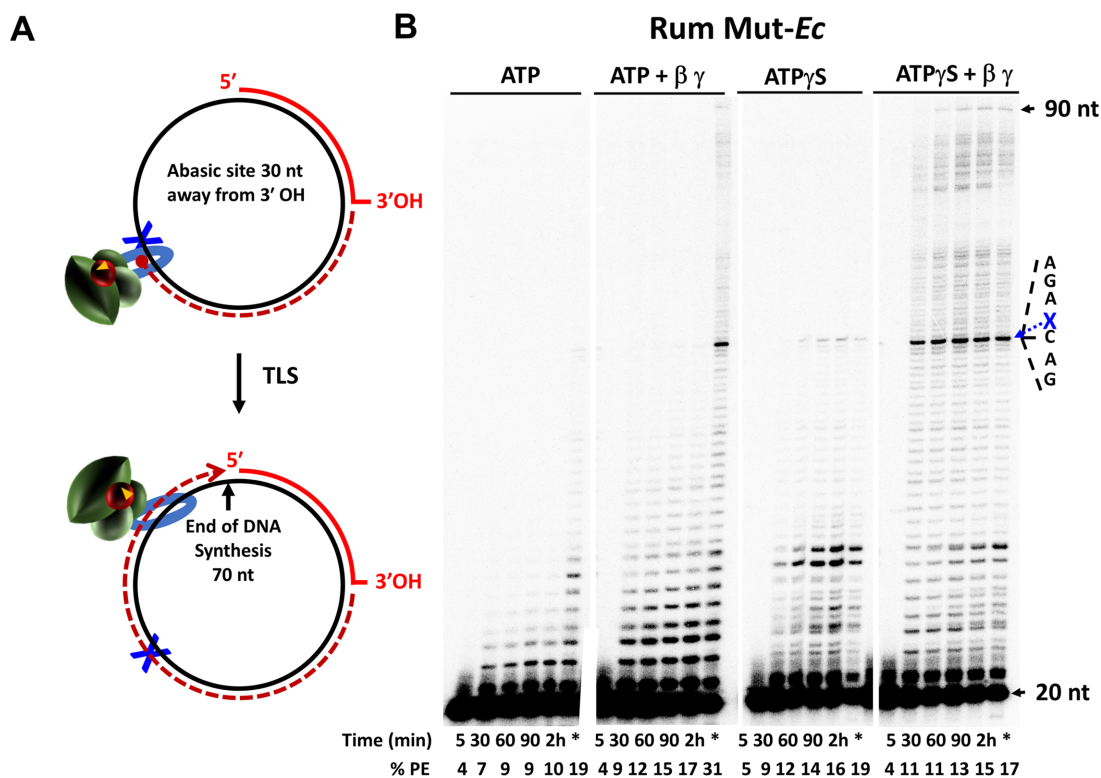 A
5′
Abasic site 30 nt
away from 3′ OH
3′OH
TLS
5′
End of DNA
Synthesis
70 nt
3′OH
B
Rum Mut-Ec
ATP
ATP + β γ
ATPγS
ATPγS + β γ
90 nt
A
G
A
X
C
A
G
20 nt
Time (min) 5 30 60 90 2h * 5 30 60 90 2h * 5 30 60 90 2h * 5 30 60 90 2h *
% PE 4 7 9 9 10 19 4 9 12 15 17 31 5 9 12 14 16 19 4 11 11 13 15 17